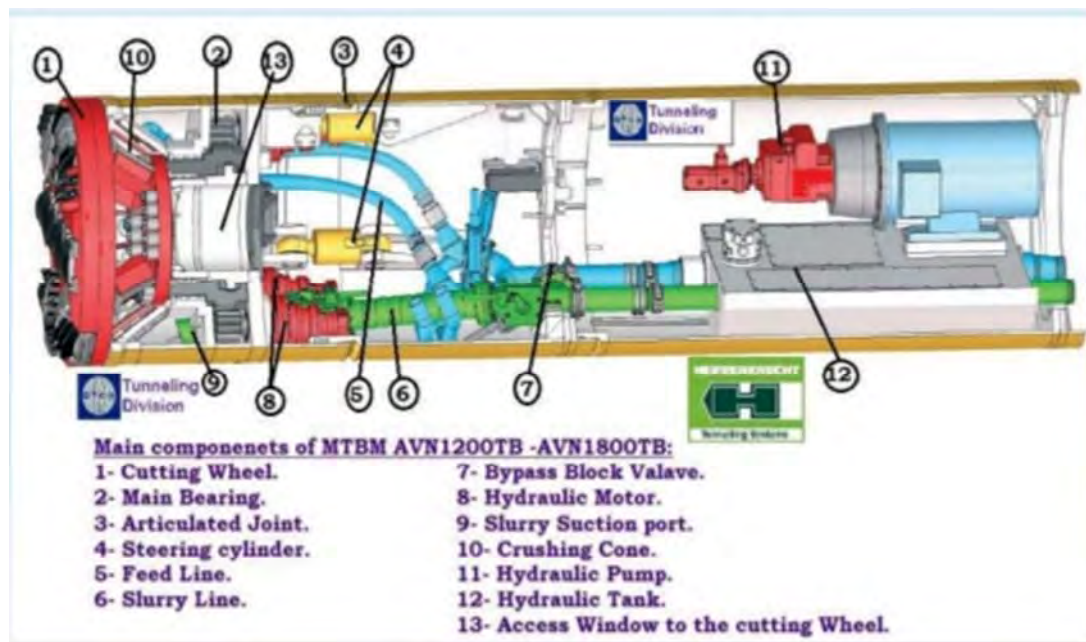 1
10
2
13
3
4
11
Tunneling
Division
9
8
5
6
7
12
Tunneling
Division
HERRENKNECHT
Tunnelling Systems
Main componenets of MTBM AVN1200TB -AVN1800TB:
1- Cutting Wheel.
2- Main Bearing.
3- Articulated Joint.
4- Steering cylinder.
5- Feed Line.
6- Slurry Line.
7- Bypass Block Valave.
8- Hydraulic Motor.
9- Slurry Suction port.
10- Crushing Cone.
11- Hydraulic Pump.
12- Hydraulic Tank.
13- Access Window to the cutting Wheel.